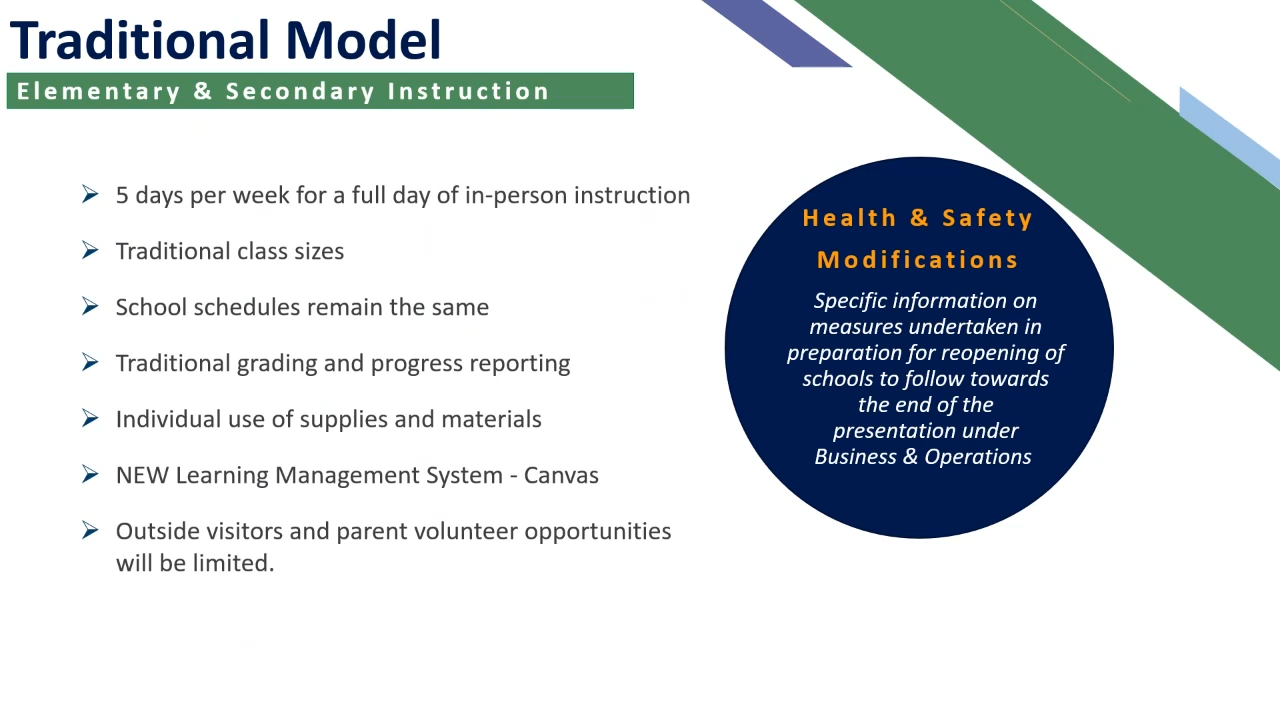 Traditional Model
Elementary & Secondary Instruction
5 days per week for a full day of in-person instruction
Traditional class sizes
School schedules remain the same
Traditional grading and progress reporting
Individual use of supplies and materials
NEW Learning Management System - Canvas
Outside visitors and parent volunteer opportunities
will be limited.
Health & Safety
Modifications
Specific information on
measures undertaken in
preparation for reopening of
schools to follow towards
the end of the
presentation under
Business & Operations